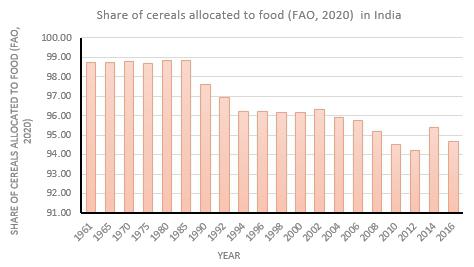 Share of cereals allocated to food (FAO, 2020)  in India
SHARE OF CEREALS ALLOCATED TO FOOD (FAO,
2020)
100.00
99.00
98.00
97.00
96.00
95.00
94.00
93.00
92.00
91.00
1961 1965 1970 1975 1980 1985 1990 1992 1994 1996 1998 2000 2002 2004 2006 2008 2010 2012 2014 2016
YEAR